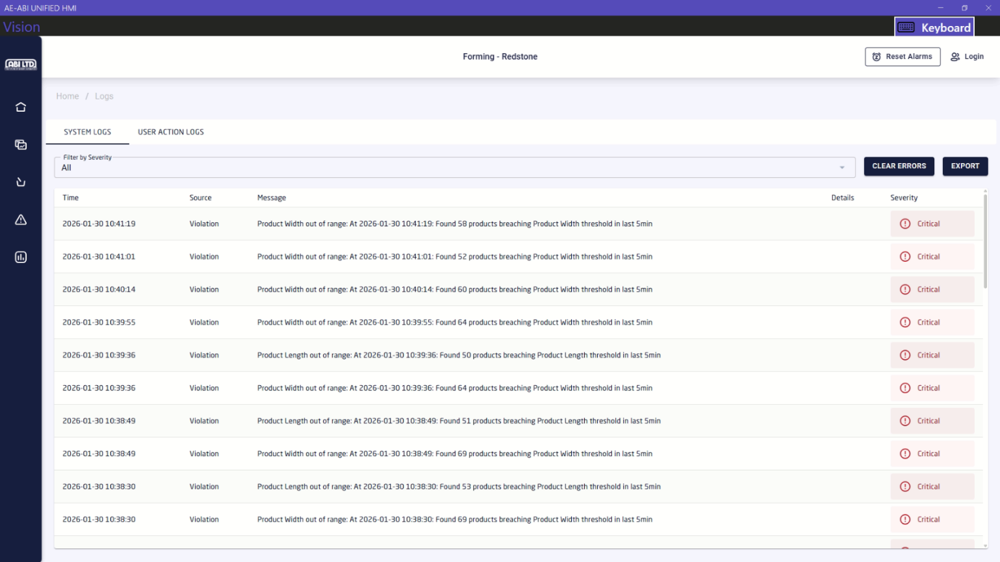 AE-ABI UNIFIED HMI
Vision
Keyboard
ABI LTD
Forming - Redstone
Reset Alarms
Login
Home / Logs
SYSTEM LOGS
USER ACTION LOGS
Filter by Severity
All
CLEAR ERRORS
EXPORT
Time Source Message Details Severity
2026-01-30 10:41:19 Violation Product Width out of range: At 2026-01-30 10:41:19: Found 58 products breaching Product Width threshold in last 5min Critical
2026-01-30 10:41:01 Violation Product Width out of range: At 2026-01-30 10:41:01: Found 52 products breaching Product Width threshold in last 5min Critical
2026-01-30 10:40:14 Violation Product Width out of range: At 2026-01-30 10:40:14: Found 60 products breaching Product Width threshold in last 5min Critical
2026-01-30 10:39:55 Violation Product Width out of range: At 2026-01-30 10:39:55: Found 64 products breaching Product Width threshold in last 5min Critical
2026-01-30 10:39:36 Violation Product Length out of range: At 2026-01-30 10:39:36: Found 50 products breaching Product Length threshold in last 5min Critical
2026-01-30 10:39:36 Violation Product Width out of range: At 2026-01-30 10:39:36: Found 64 products breaching Product Width threshold in last 5min Critical
2026-01-30 10:38:49 Violation Product Length out of range: At 2026-01-30 10:38:49: Found 51 products breaching Product Length threshold in last 5min Critical
2026-01-30 10:38:49 Violation Product Width out of range: At 2026-01-30 10:38:49: Found 69 products breaching Product Width threshold in last 5min Critical
2026-01-30 10:38:30 Violation Product Length out of range: At 2026-01-30 10:38:30: Found 53 products breaching Product Length threshold in last 5min Critical
2026-01-30 10:38:30 Violation Product Width out of range: At 2026-01-30 10:38:30: Found 69 products breaching Product Width threshold in last 5min Critical